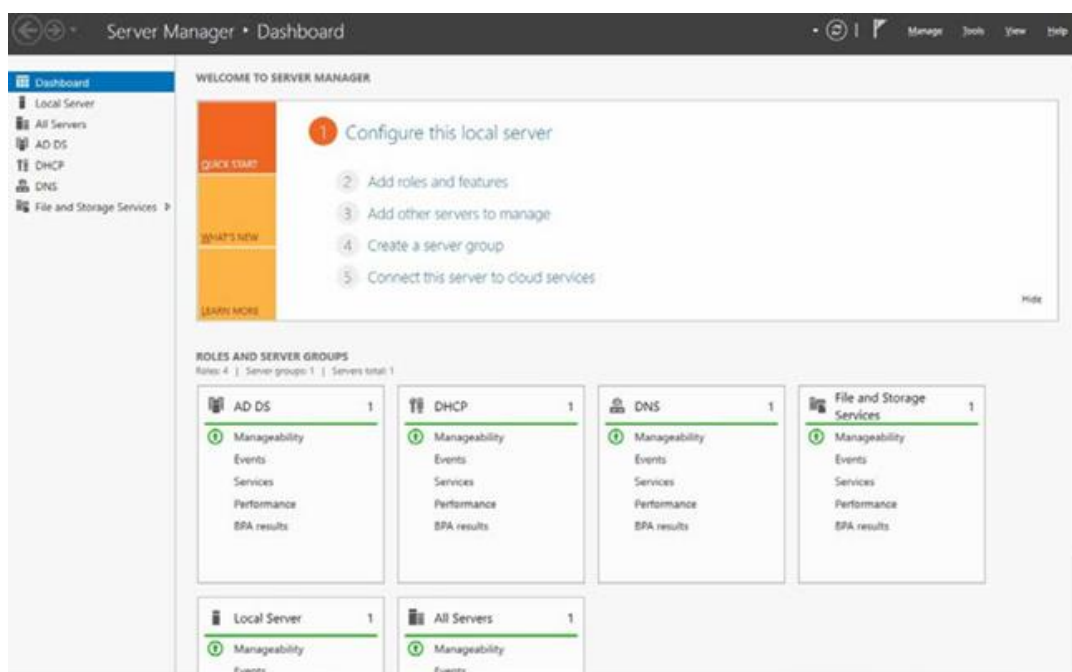 Server Manager • Dashboard
Manage Tools View Help
Dashboard
Local Server
All Servers
AD DS
DHCP
DNS
File and Storage Services
WELCOME TO SERVER MANAGER
QUICK START
WHAT'S NEW
LEARN MORE
1 Configure this local server
2 Add roles and features
3 Add other servers to manage
4 Create a server group
5 Connect this server to cloud services
Hide
ROLES AND SERVER GROUPS
Roles: 4 | Server groups: 1 | Servers total: 1
AD DS 1
Manageability
Events
Services
Performance
BPA results
DHCP 1
Manageability
Events
Services
Performance
BPA results
DNS 1
Manageability
Events
Services
Performance
BPA results
File and Storage
Services 1
Manageability
Events
Services
Performance
BPA results
Local Server 1
Manageability
Events
All Servers 1
Manageability
Events